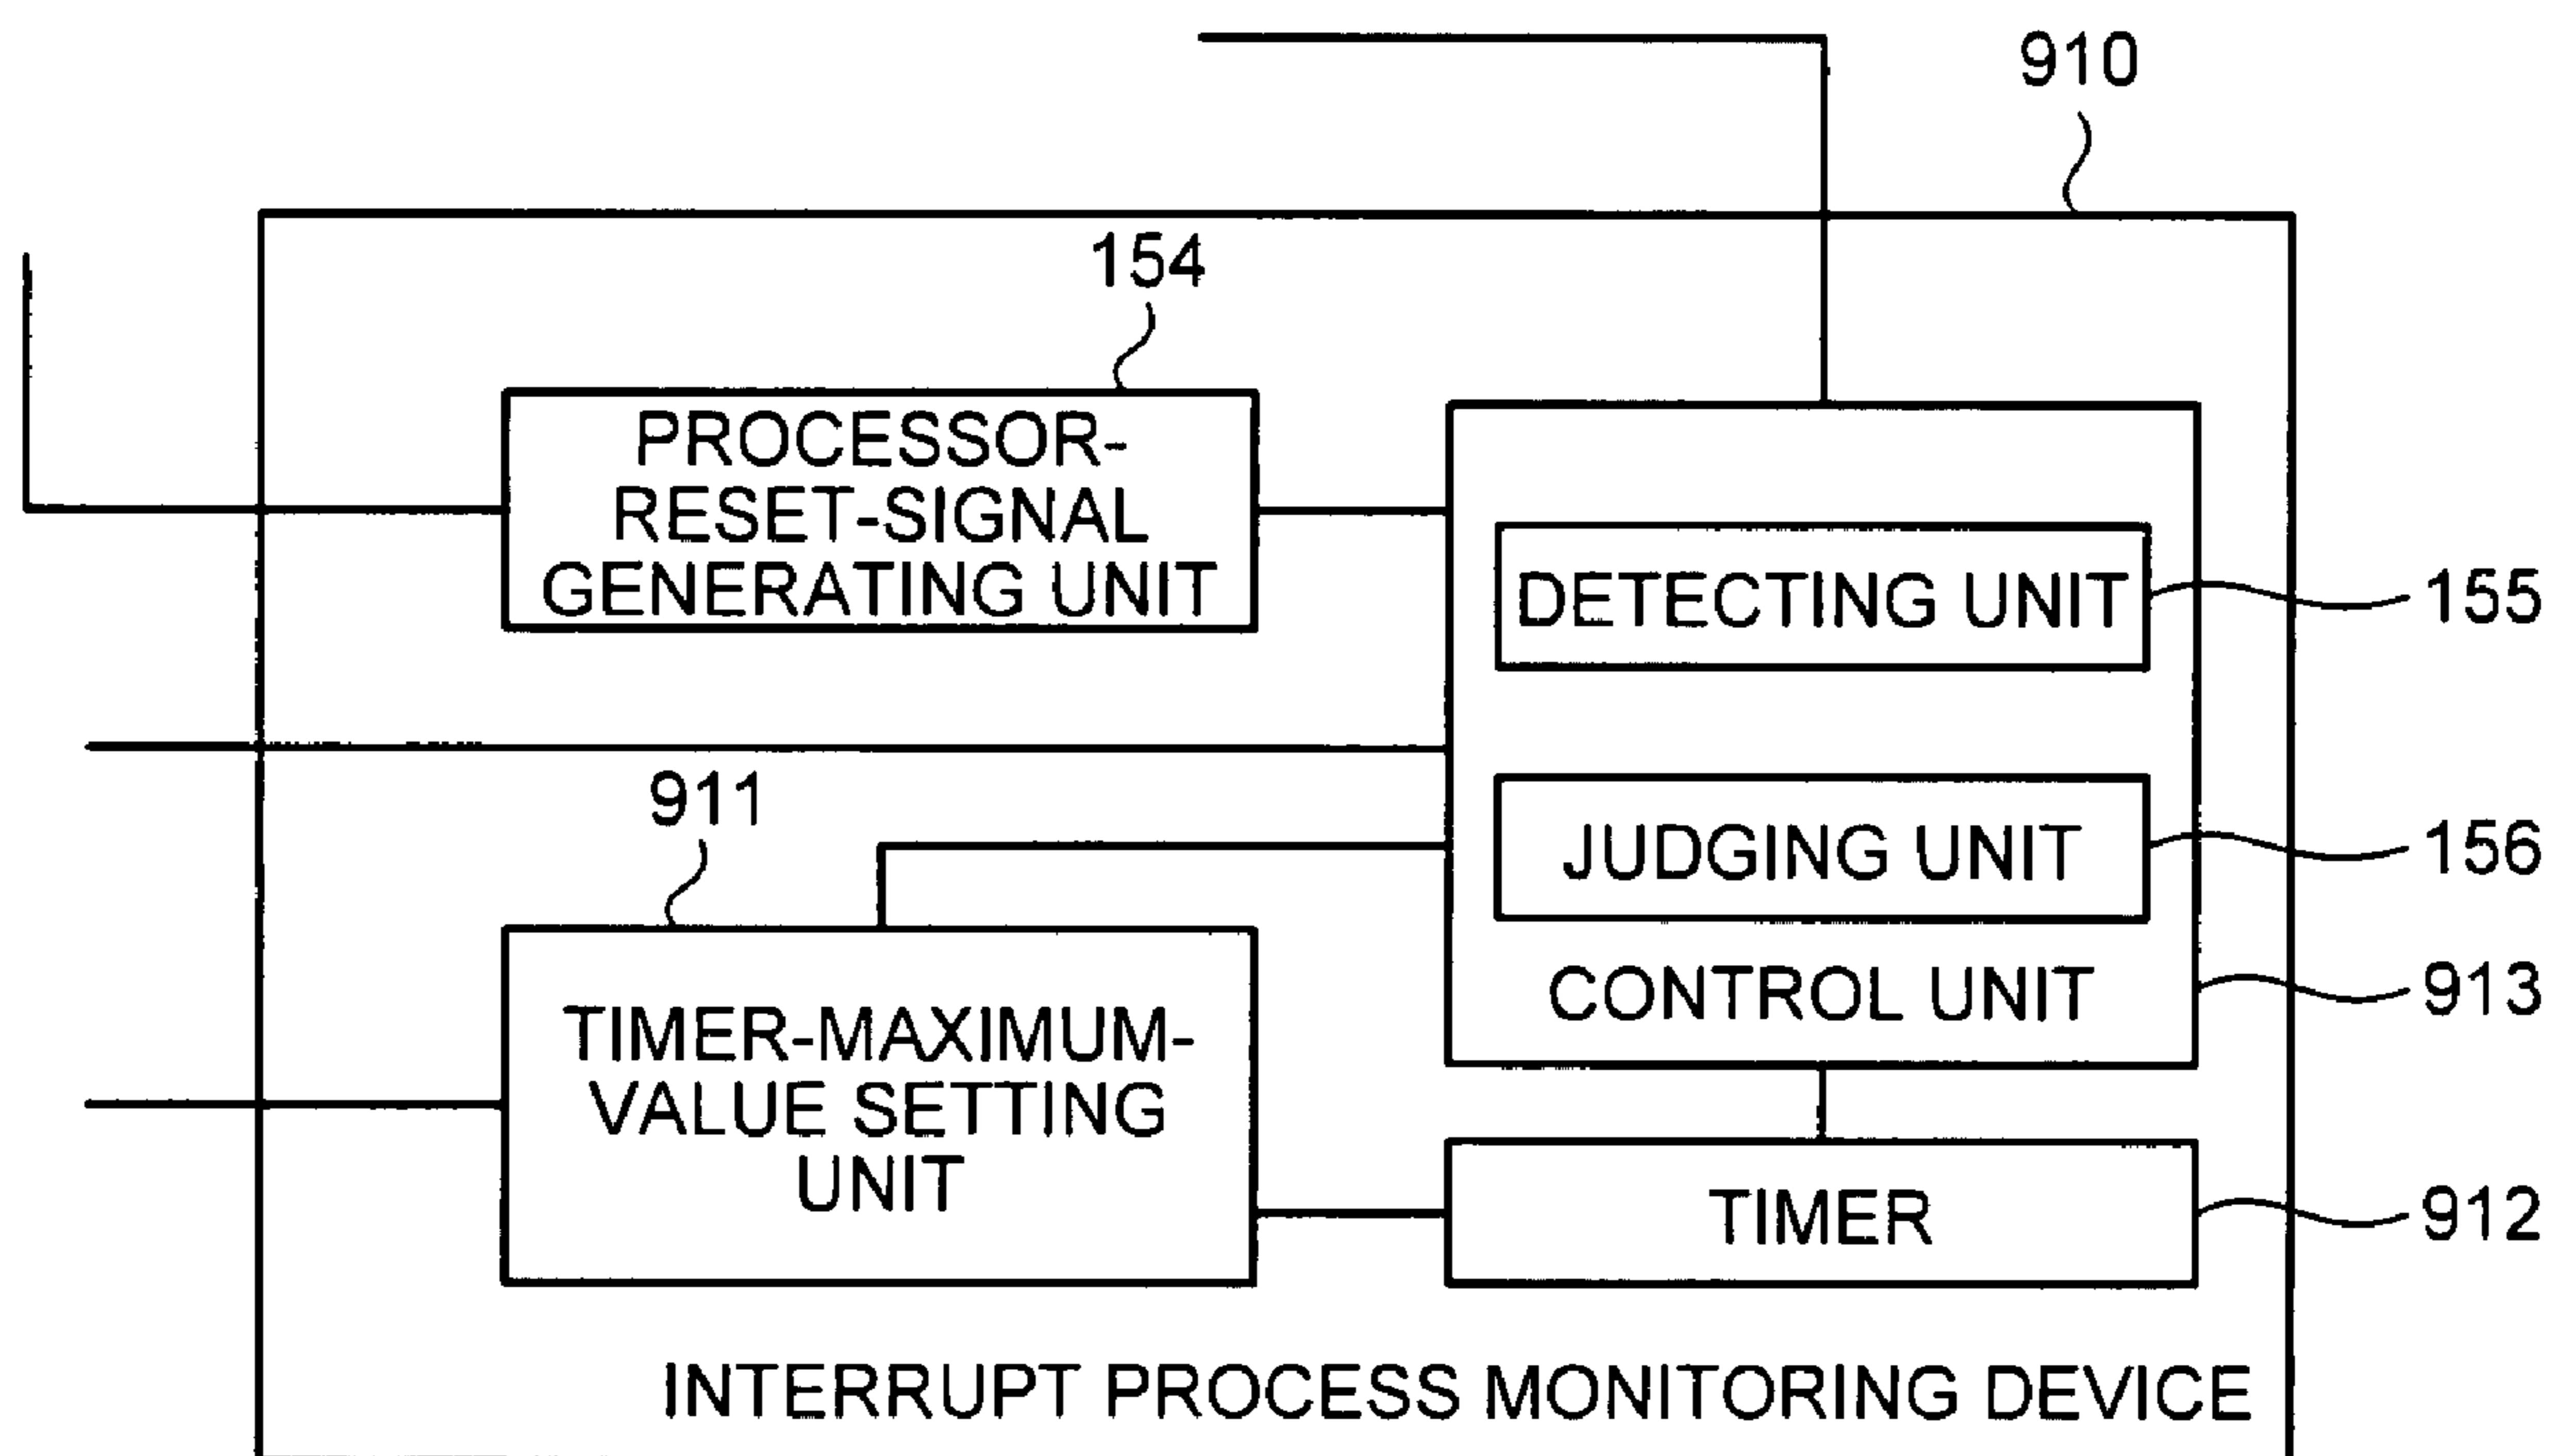 910
154
PROCESSOR-
RESET-SIGNAL
GENERATING UNIT
DETECTING UNIT
155
911
JUDGING UNIT
156
CONTROL UNIT
913
TIMER-MAXIMUM-
VALUE SETTING
UNIT
TIMER
912
INTERRUPT PROCESS MONITORING DEVICE